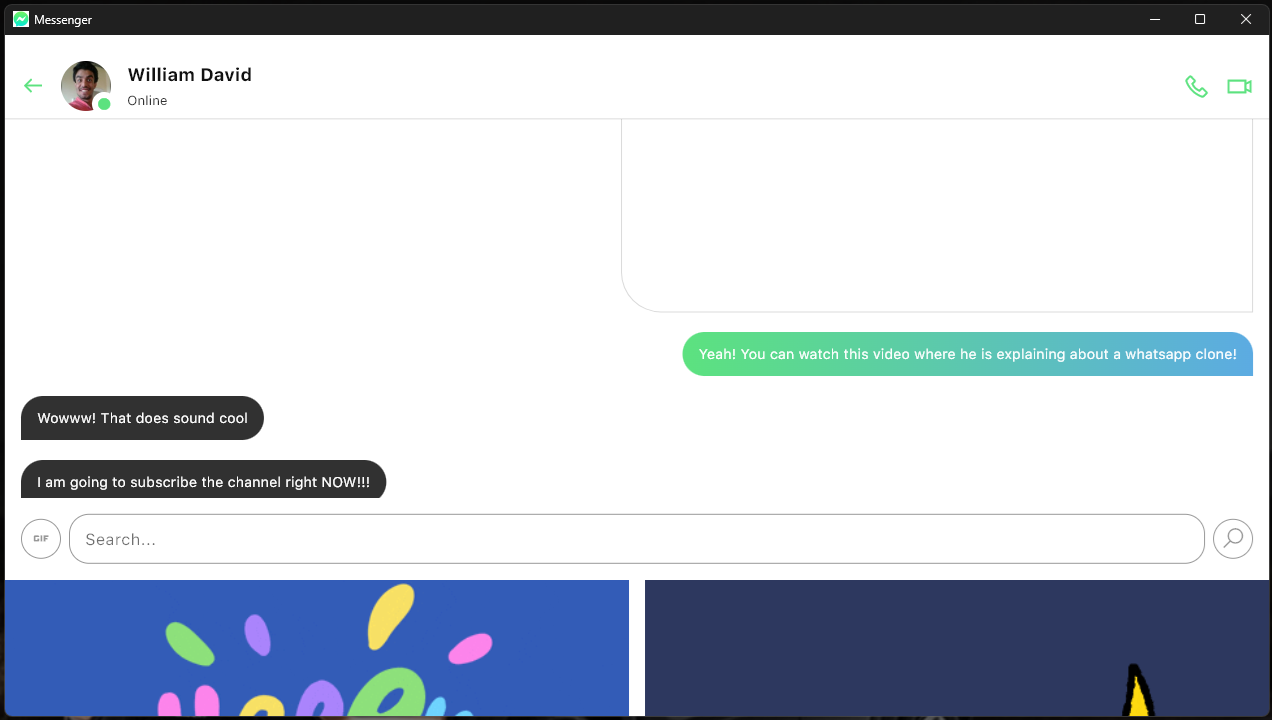 Messenger
William David
Online
Yeah! You can watch this video where he is explaining about a whatsapp clone!
Wowww! That does sound cool
I am going to subscribe the channel right NOW!!!
GIF
Search...